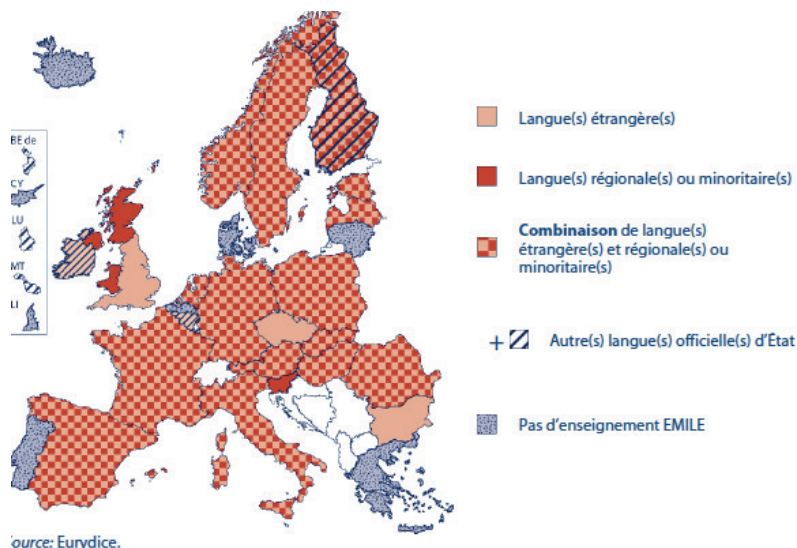 BE de
CY
LU
MT
LI
Langue(s) étrangère(s)
Langue(s) régionale(s) ou minoritaire(s)
Combinaison de langue(s)
étrangère(s) et régionale(s) ou
minoritaire(s)
+ Autre(s) langue(s) officielle(s) d'État
Pas d'enseignement EMILE
ource: Eurydice.